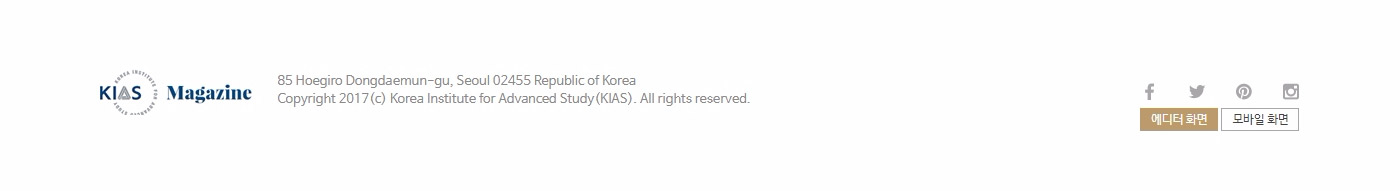 KIAS Magazine
85 Hoegiro Dongdaemun-gu, Seoul 02455 Republic of Korea
Copyright 2017(c) Korea Institute for Advanced Study(KIAS). All rights reserved.
에디터 화면 모바일 화면